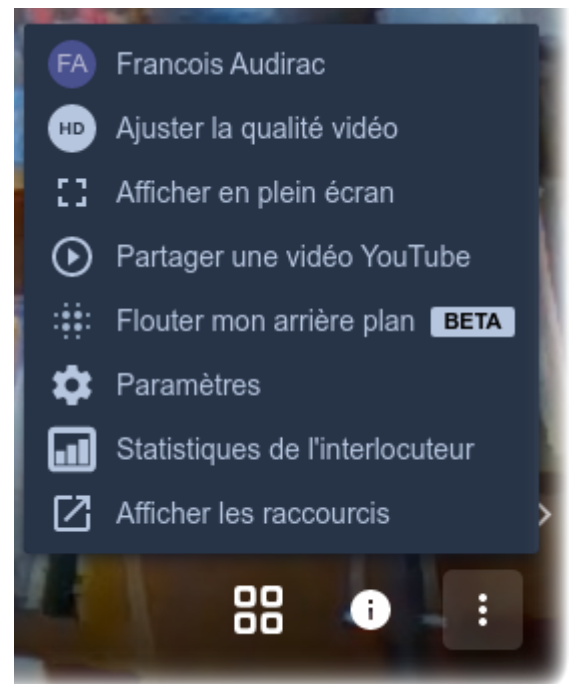 FA Francois Audirac
HD Ajuster la qualité vidéo
Afficher en plein écran
Partager une vidéo YouTube
Flouter mon arrière plan BETA
Paramètres
Statistiques de l'interlocuteur
Afficher les raccourcis